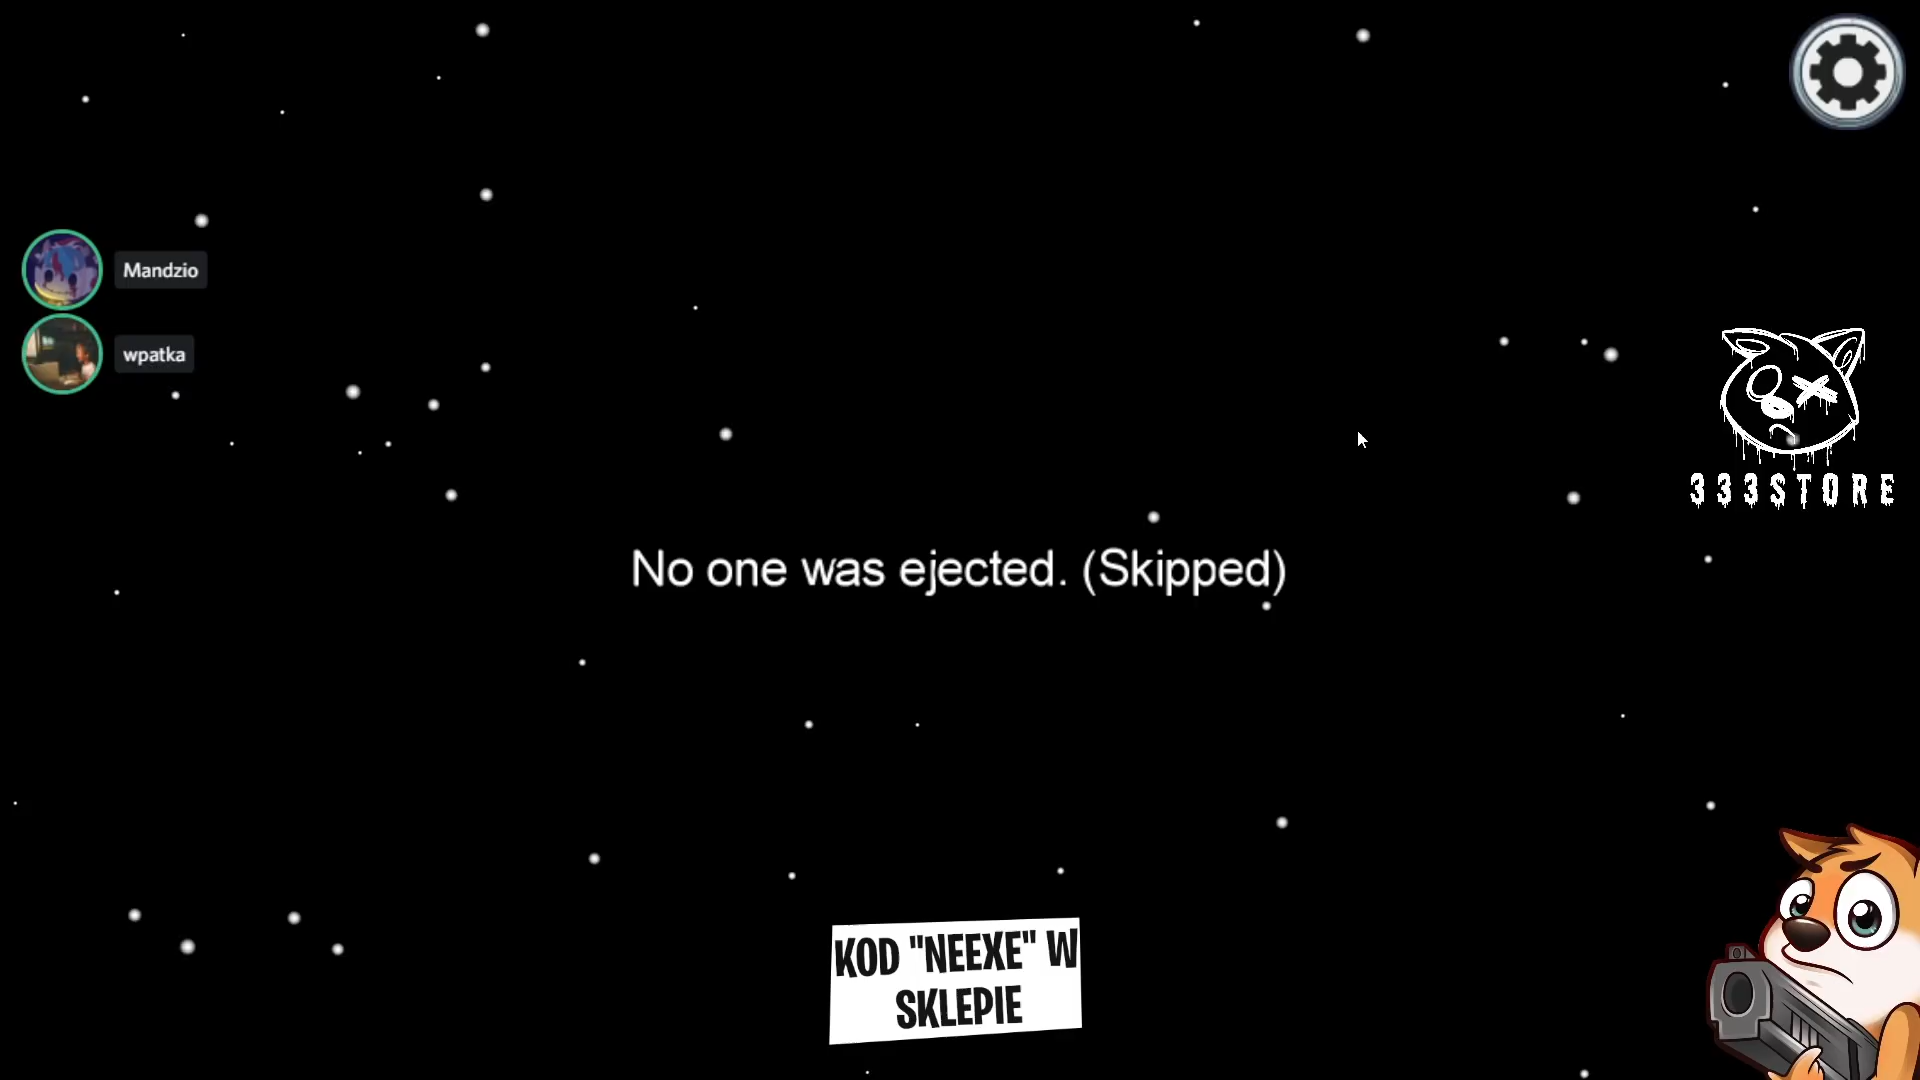 Mandzio
wpatka
333STORE
No one was ejected. (Skipped)
KOD "NEEXE" W
SKLEPIE